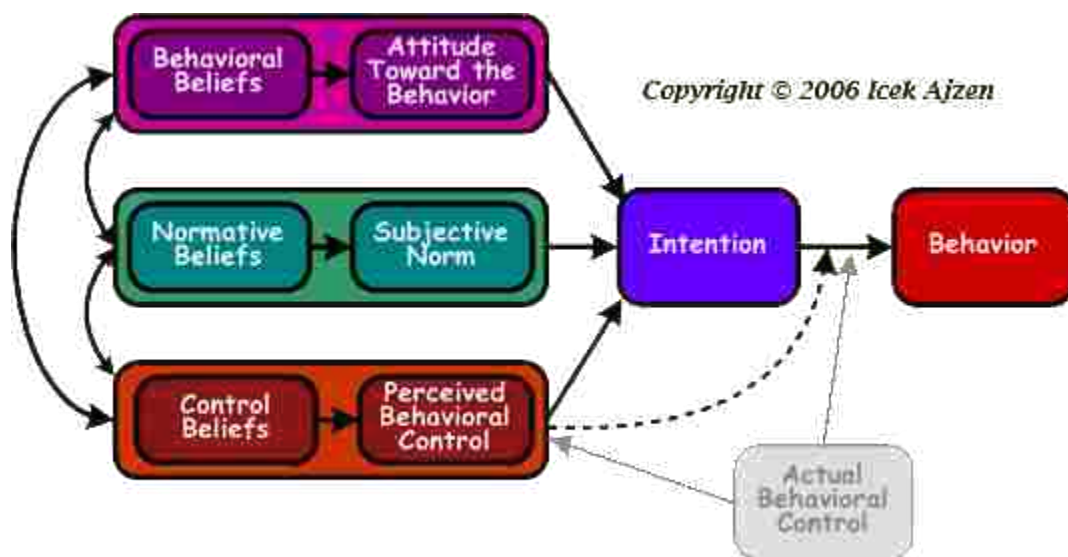 Behavioral
Beliefs
Attitude
Toward the
Behavior
Copyright © 2006 Icek Ajzen
Normative
Beliefs
Subjective
Norm
Intention
Behavior
Control
Beliefs
Perceived
Behavioral
Control
Actual
Behavioral
Control